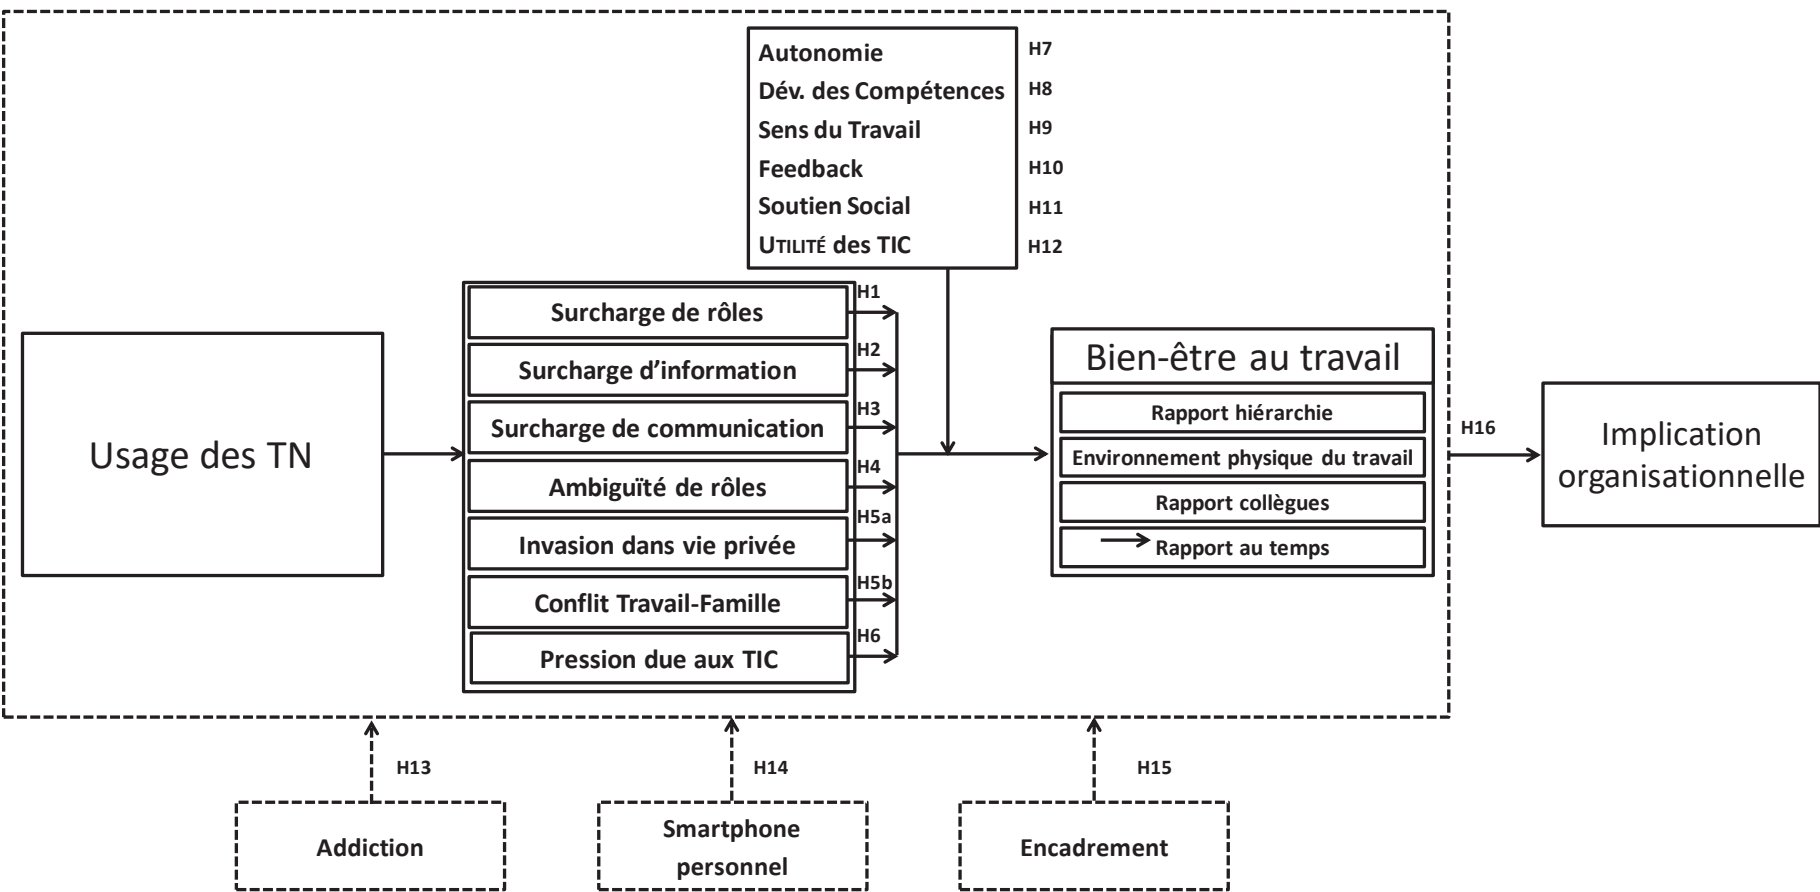 Autonomie H7
Dév. des Compétences H8
Sens du Travail H9
Feedback H10
Soutien Social H11
UTILITÉ des TIC H12
Usage des TN
Surcharge de rôles H1
Surcharge d’information H2
Surcharge de communication H3
Ambiguïté de rôles H4
Invasion dans vie privée H5a
Conflit Travail-Famille H5b
Pression due aux TIC H6
Bien-être au travail
Rapport hiérarchie
Environnement physique du travail
Rapport collègues
Rapport au temps
H16
Implication
organisationnelle
H13
H14
H15
Addiction
Smartphone
personnel
Encadrement